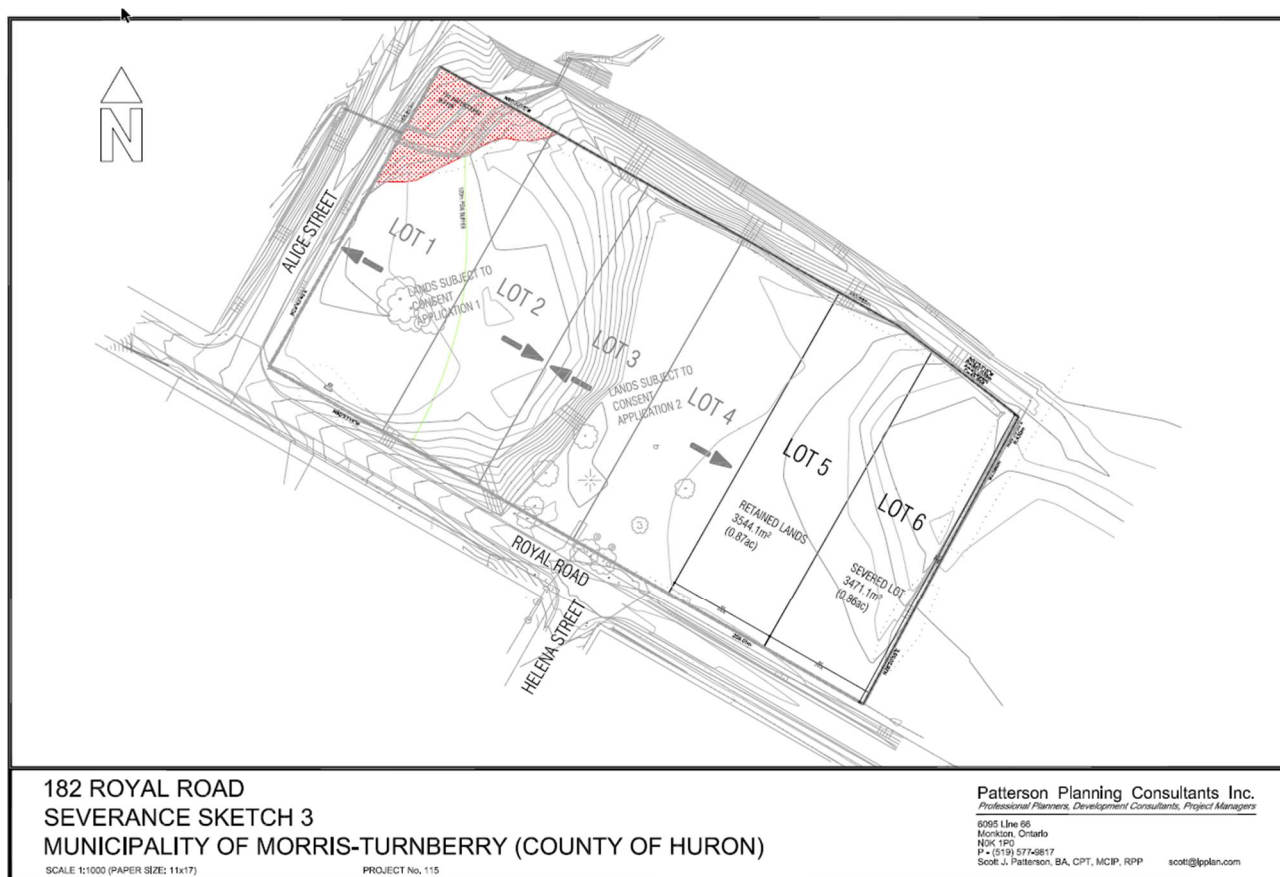 N
ALICE STREET
LOT 1
LANDS SUBJECT TO
CONSENT
APPLICATION 1
LOT 2
LOT 3
LANDS SUBJECT TO
CONSENT
APPLICATION 2
LOT 4
LOT 5
RETAINED LANDS
3544.1m²
(0.87ac)
LOT 6
SEVERED LOT
3471.1m²
(0.86ac)
ROYAL ROAD
HELENA STREET
182 ROYAL ROAD
SEVERANCE SKETCH 3
MUNICIPALITY OF MORRIS-TURNBERRY (COUNTY OF HURON)
SCALE 1:1000 (PAPER SIZE: 11x17)
PROJECT No. 115
Patterson Planning Consultants Inc.
Professional Planners, Development Consultants, Project Managers
6095 Line 66
Monkton, Ontario
N0K 1P0
P - (519) 577-9817
Scott J. Patterson, BA, CPT, MCIP, RPP
scott@lpplan.com